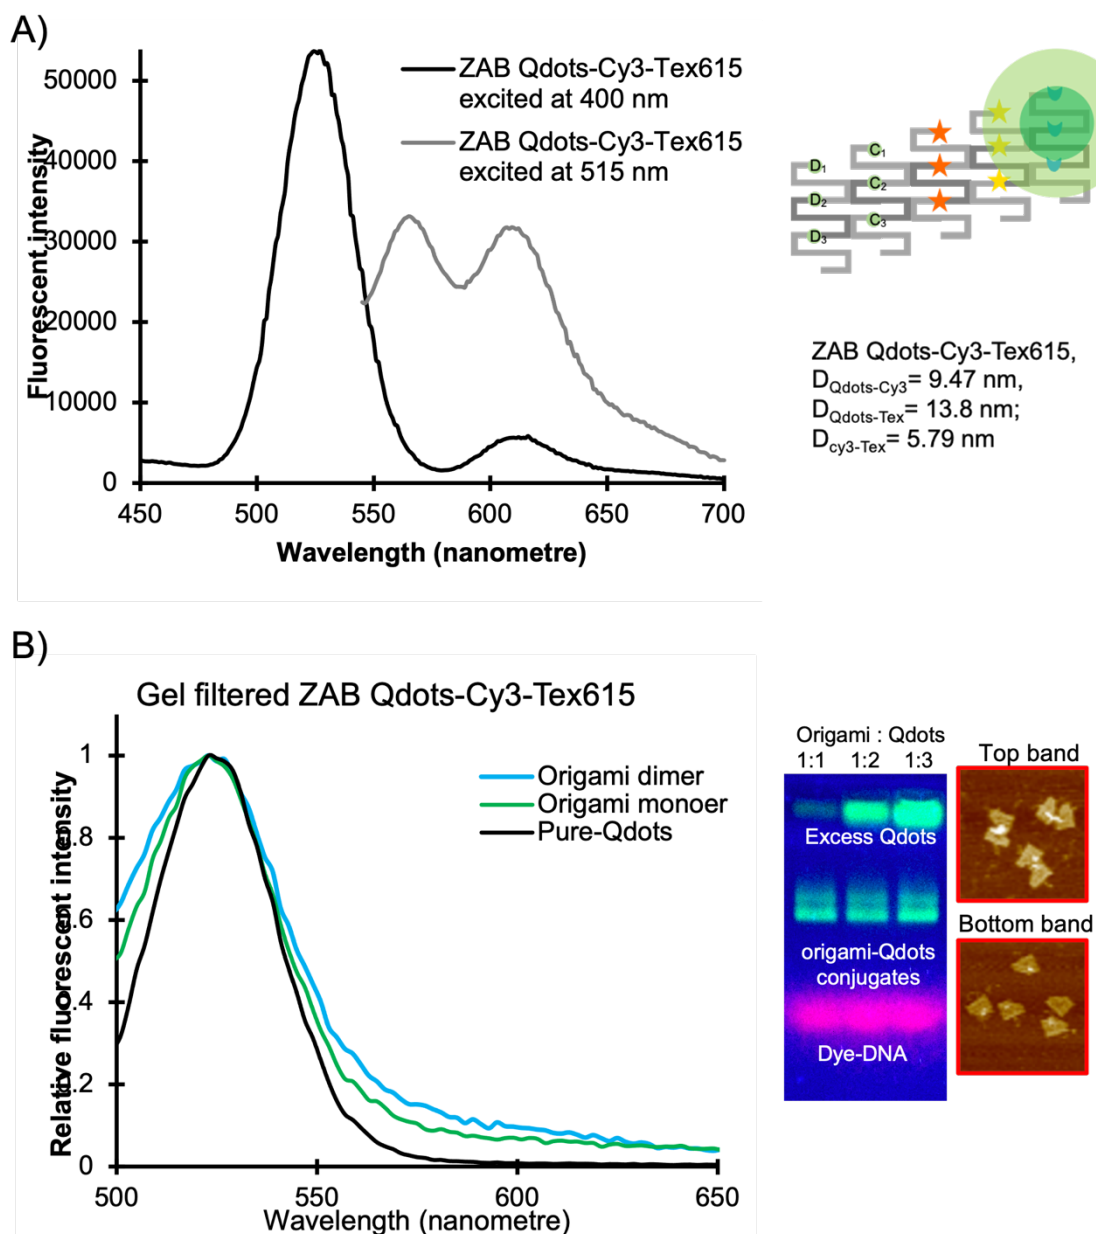 A)
Fluorescent intensity
50000
40000
30000
20000
10000
0
450 500 550 600 650 700
Wavelength (nanometre)
ZAB Qdots-Cy3-Tex615
excited at 400 nm
ZAB Qdots-Cy3-Tex615
excited at 515 nm
D1 C1
D2 C2
D3 C3
ZAB Qdots-Cy3-Tex615,
DQdots-Cy3= 9.47 nm,
DQdots-Tex= 13.8 nm;
Dcy3-Tex= 5.79 nm
B)
Gel filtered ZAB Qdots-Cy3-Tex615
Relative fluorescent intensity
1
.8
.6
.4
.2
0
500 550 600 650
Wavelength (nanometre)
Origami dimer
Origami monoer
Pure-Qdots
Origami : Qdots
1:1 1:2 1:3
Excess Qdots
origami-Qdots
conjugates
Dye-DNA
Top band
Bottom band